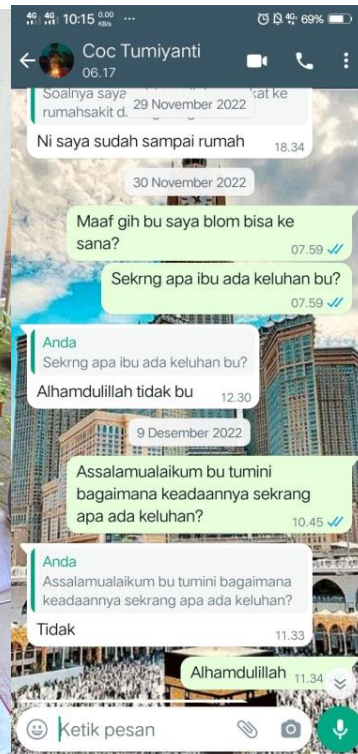 4G 4G 10:15 0.00 KB/s ... 4G 69%
Coc Tumiyanti
06.17
Soalnya saya kat ke
29 November 2022
rumahsakit d.
Ni saya sudah sampai rumah 18.34
30 November 2022
Maaf gih bu saya blom bisa ke
sana?
07.59
Sekrng apa ibu ada keluhan bu?
07.59
Anda
Sekrng apa ibu ada keluhan bu?
Alhamdulillah tidak bu 12.30
9 Desember 2022
Assalamualaikum bu tumini
bagaimana keadaannya sekrang
apa ada keluhan?
10.45
Anda
Assalamualaikum bu tumini bagaimana
keadaannya sekrang apa ada keluhan?
Tidak 11.33
Alhamdulillah 11.34
Ketik pesan